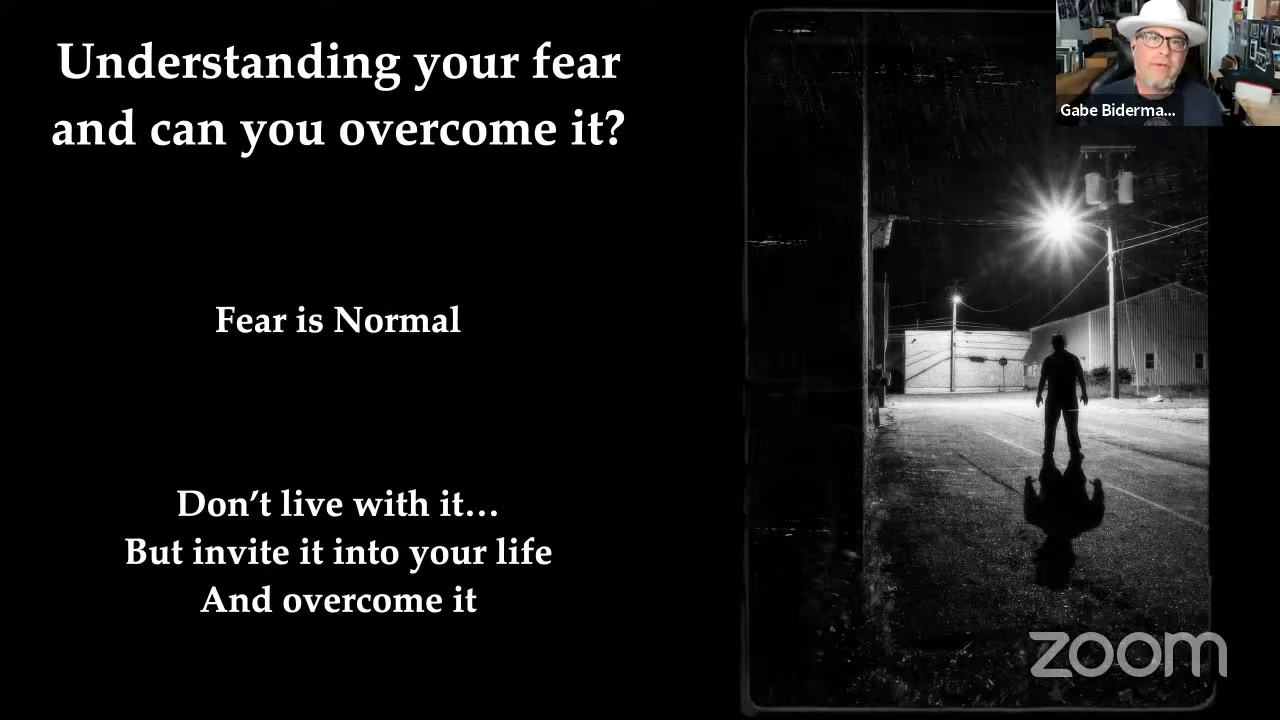 Understanding your fear
and can you overcome it?
Gabe Biderma...
Fear is Normal
Don’t live with it...
But invite it into your life
And overcome it
zoom